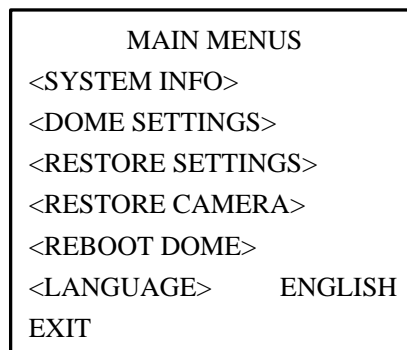 MAIN MENUS
<SYSTEM INFO>
<DOME SETTINGS>
<RESTORE SETTINGS>
<RESTORE CAMERA>
<REBOOT DOME>
<LANGUAGE> ENGLISH
EXIT